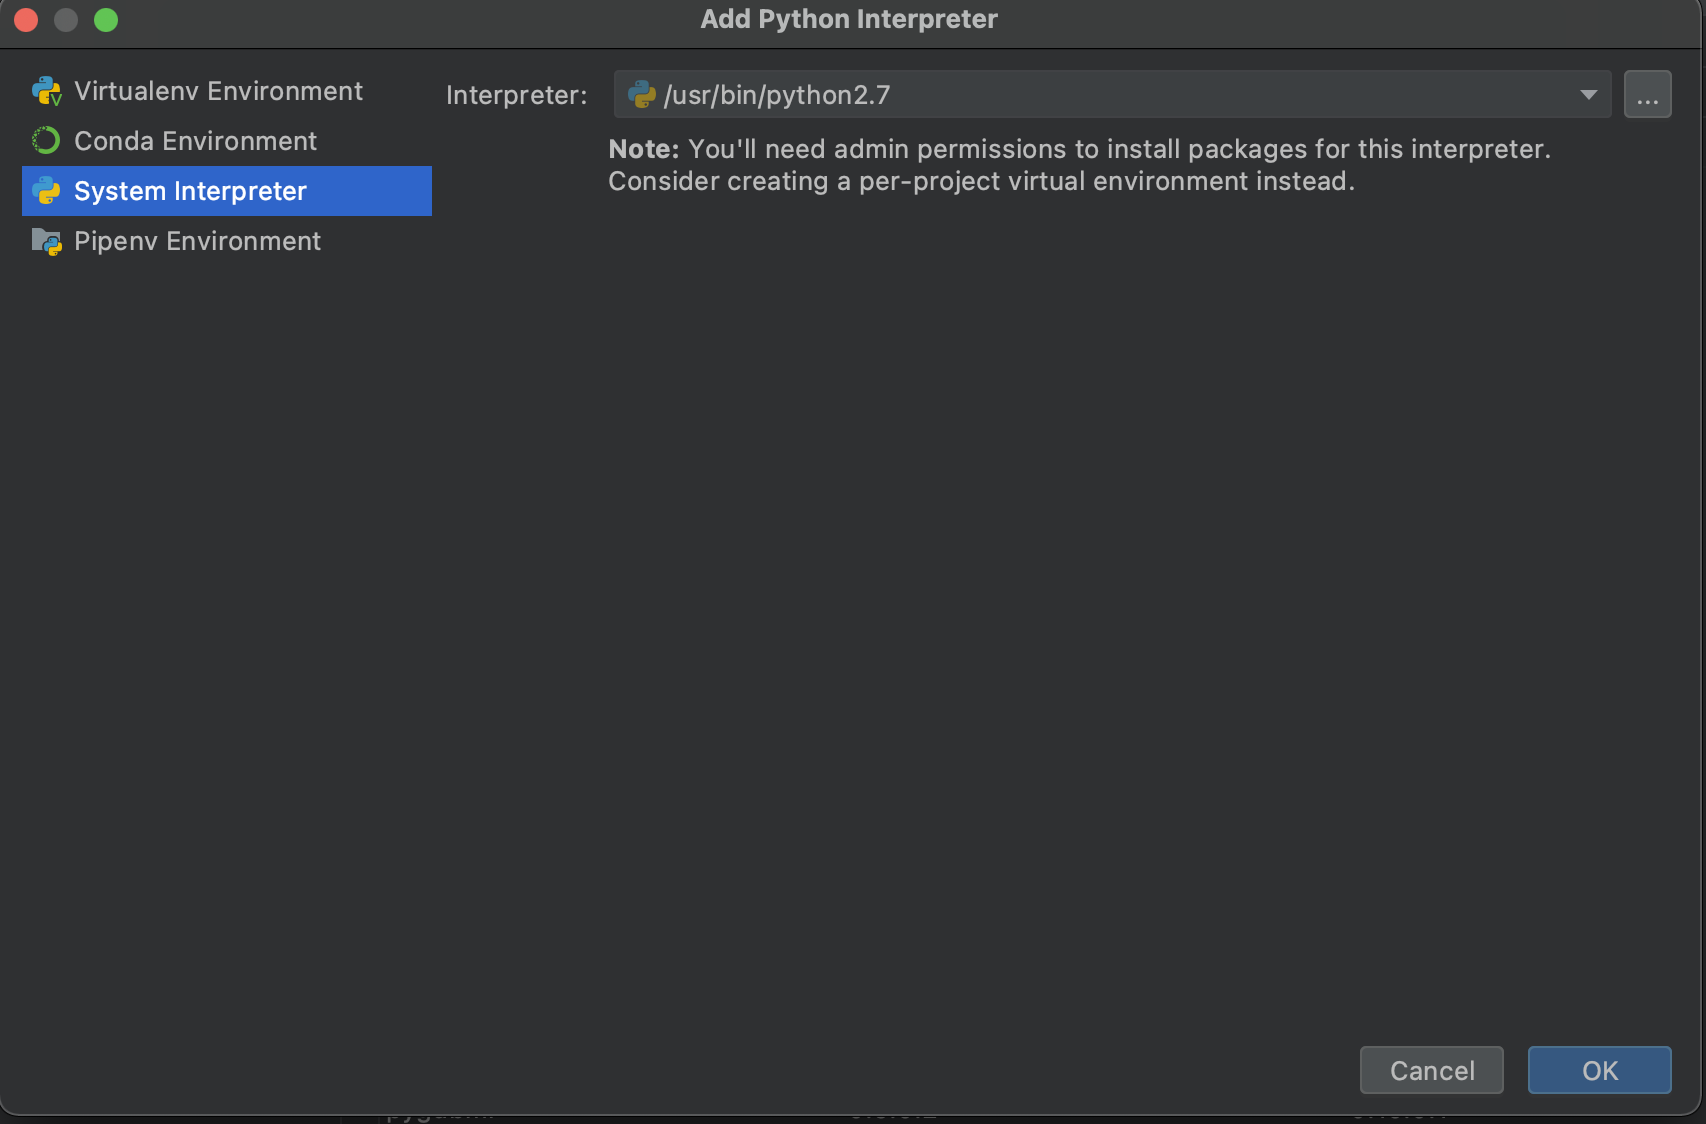 Add Python Interpreter
Virtualenv Environment
Conda Environment
System Interpreter
Pipenv Environment
Interpreter:
/usr/bin/python2.7
...
Note: You'll need admin permissions to install packages for this interpreter.
Consider creating a per-project virtual environment instead.
Cancel
OK